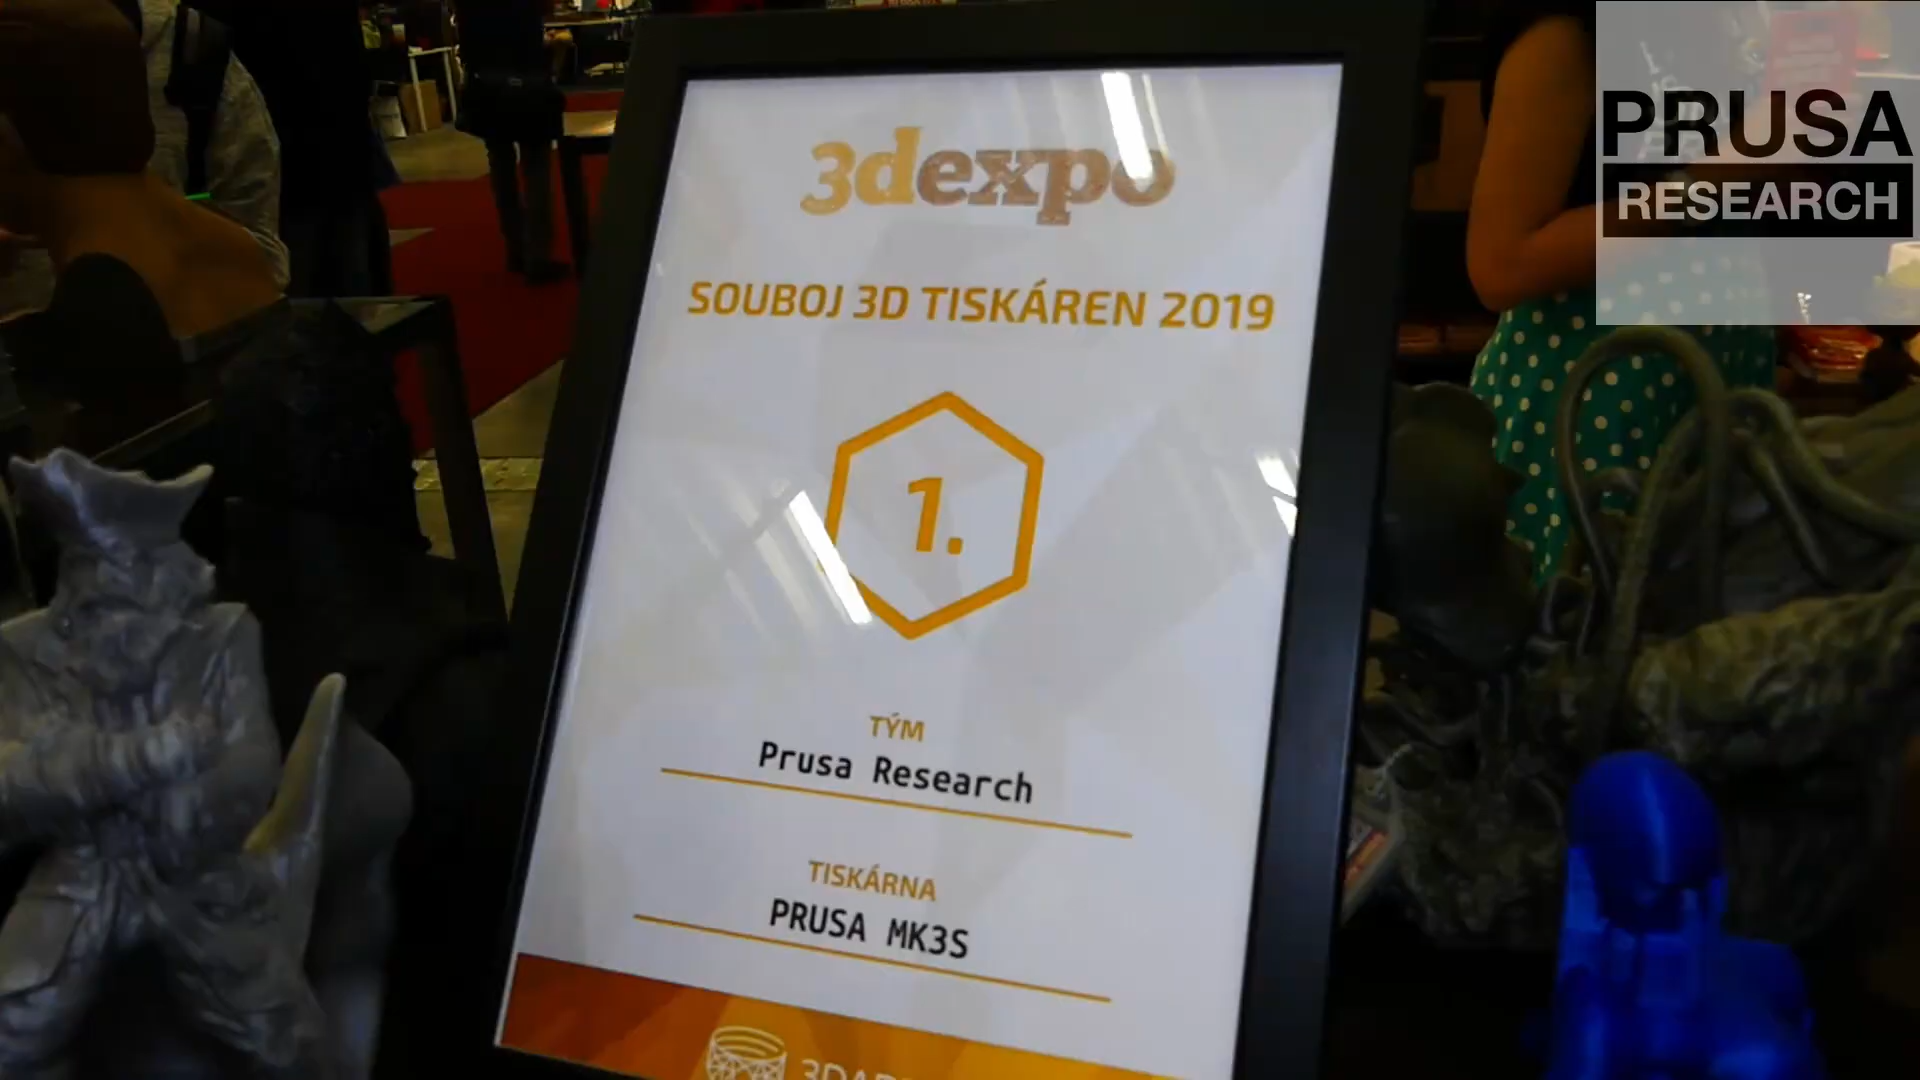 3dexpo
SOUBOJ 3D TISKÁREN 2019
1.
TÝM
Prusa Research
TISKÁRNA
PRUSA MK3S
PRUSA
RESEARCH